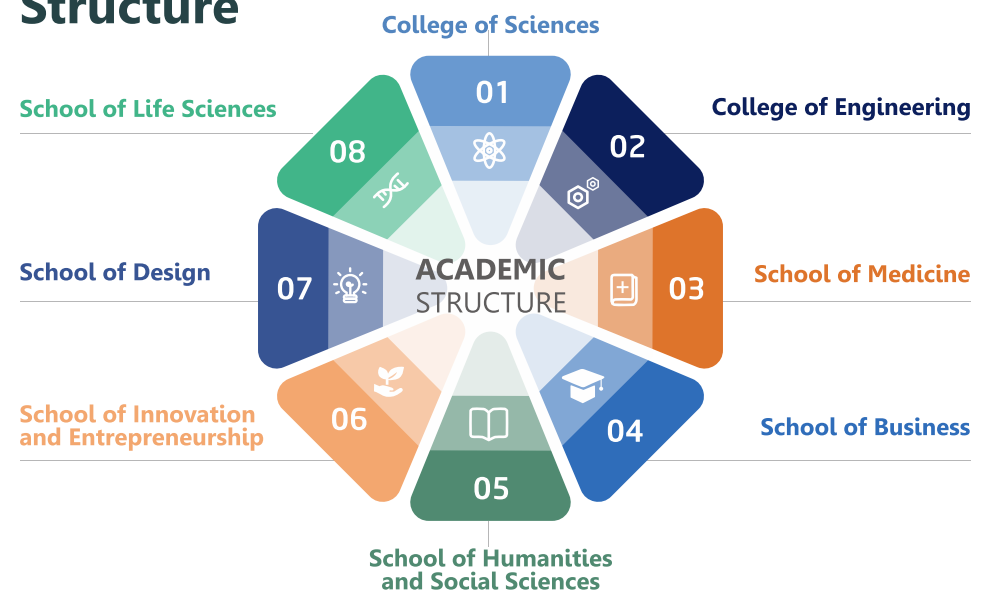 Structure
College of Sciences
01
College of Engineering
02
School of Medicine
03
School of Business
04
School of Humanities
and Social Sciences
05
School of Innovation
and Entrepreneurship
06
School of Design
07
School of Life Sciences
08
ACADEMIC
STRUCTURE